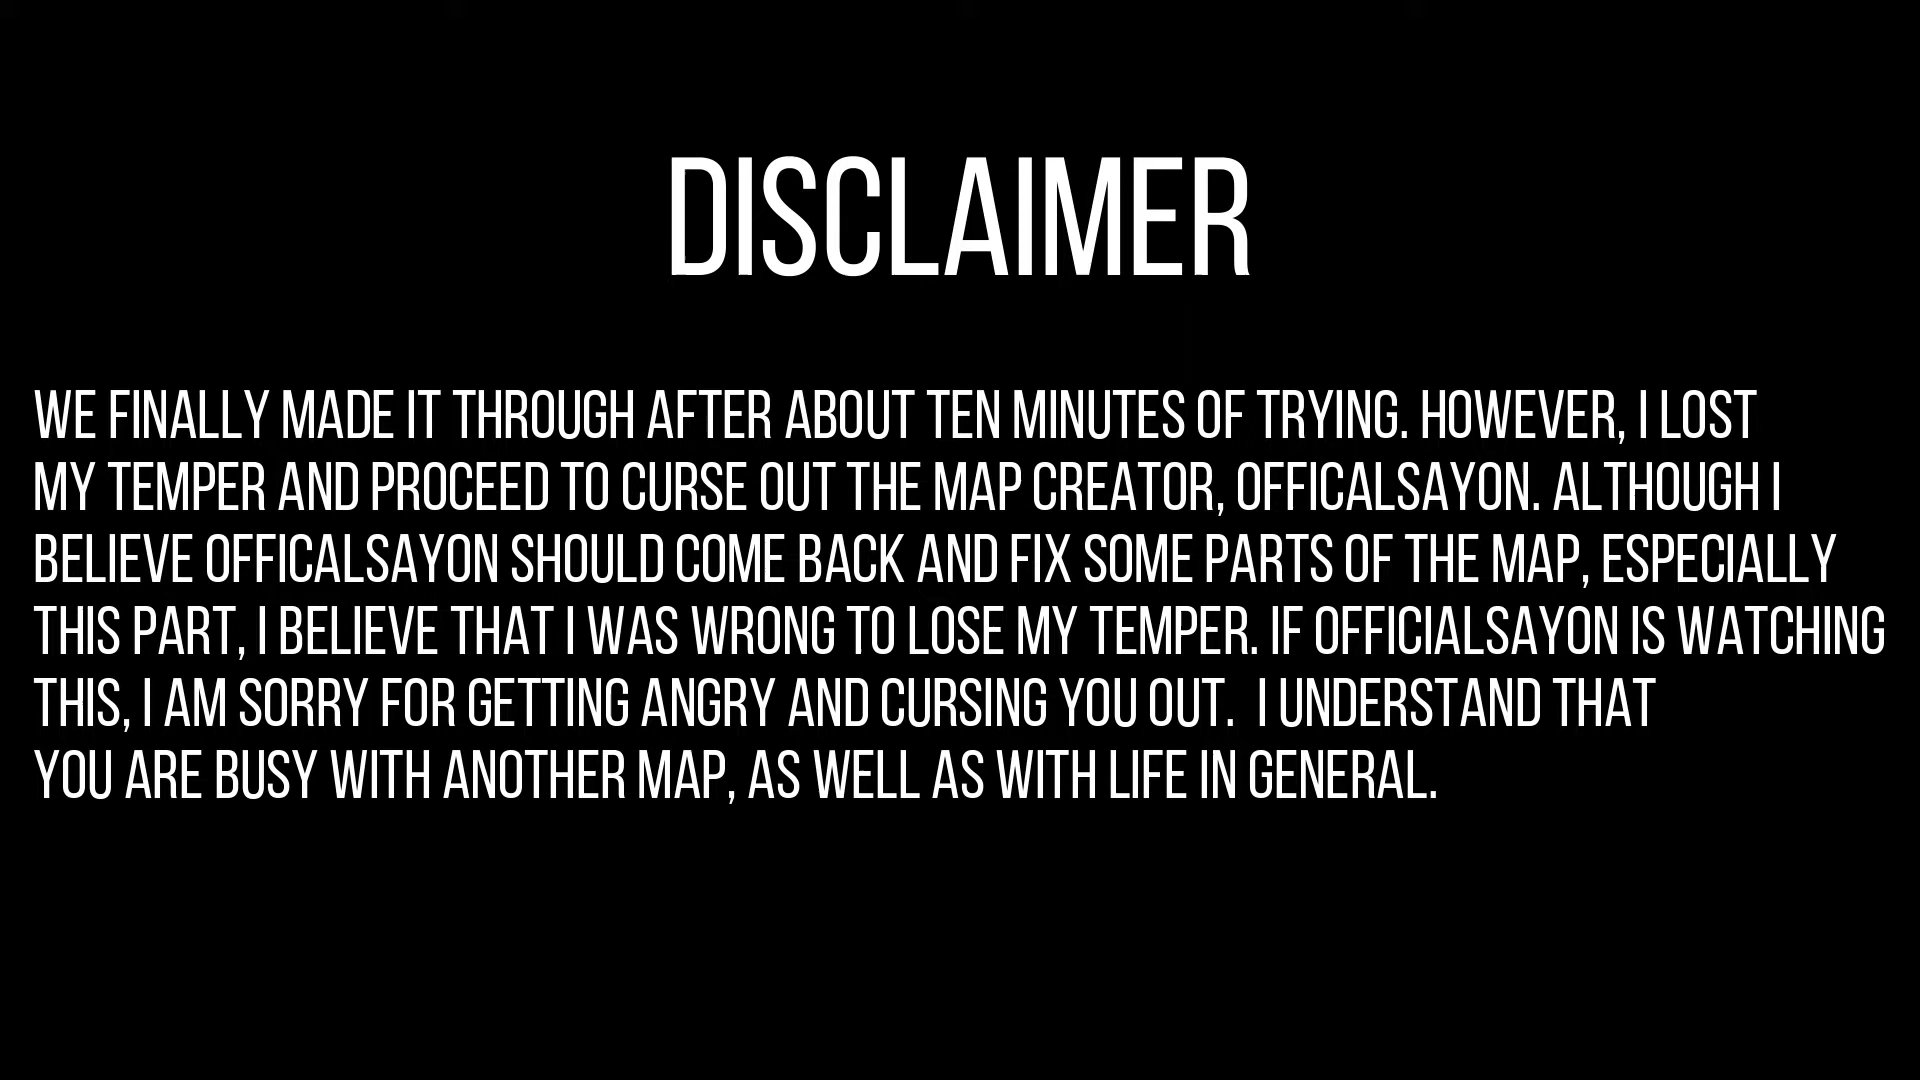 DISCLAIMER
WE FINALLY MADE IT THROUGH AFTER ABOUT TEN MINUTES OF TRYING. HOWEVER, I LOST
MY TEMPER AND PROCEED TO CURSE OUT THE MAP CREATOR, OFFICALSAYON. ALTHOUGH I
BELIEVE OFFICALSAYON SHOULD COME BACK AND FIX SOME PARTS OF THE MAP, ESPECIALLY
THIS PART, I BELIEVE THAT I WAS WRONG TO LOSE MY TEMPER. IF OFFICIALSAYON IS WATCHING
THIS, I AM SORRY FOR GETTING ANGRY AND CURSING YOU OUT.  I UNDERSTAND THAT
YOU ARE BUSY WITH ANOTHER MAP, AS WELL AS WITH LIFE IN GENERAL.